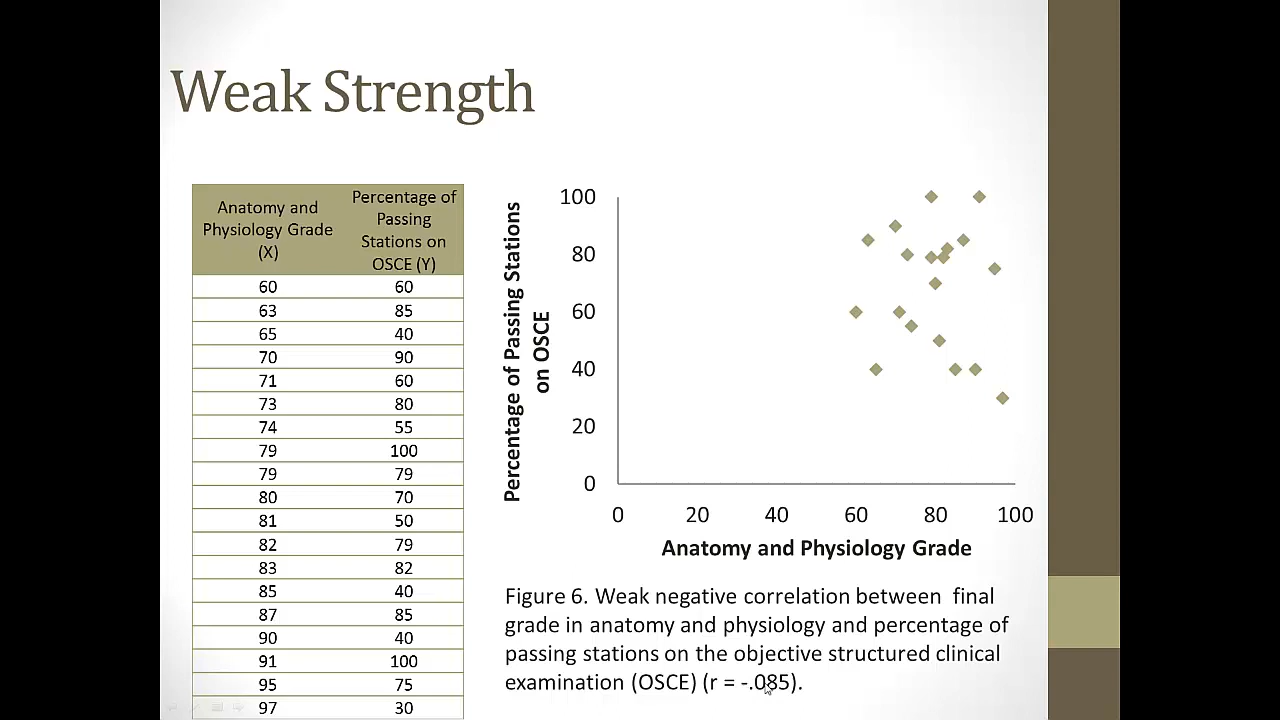 Weak Strength
Anatomy and
Physiology Grade
(X)
Percentage of
Passing
Stations on
OSCE (Y)
60 60
63 85
65 40
70 90
71 60
73 80
74 55
79 100
79 79
80 70
81 50
82 79
83 82
85 40
87 85
90 40
91 100
95 75
97 30
Percentage of Passing Stations
on OSCE
100
80
60
40
20
0
0 20 40 60 80 100
Anatomy and Physiology Grade
Figure 6. Weak negative correlation between final
grade in anatomy and physiology and percentage of
passing stations on the objective structured clinical
examination (OSCE) (r = -.085).